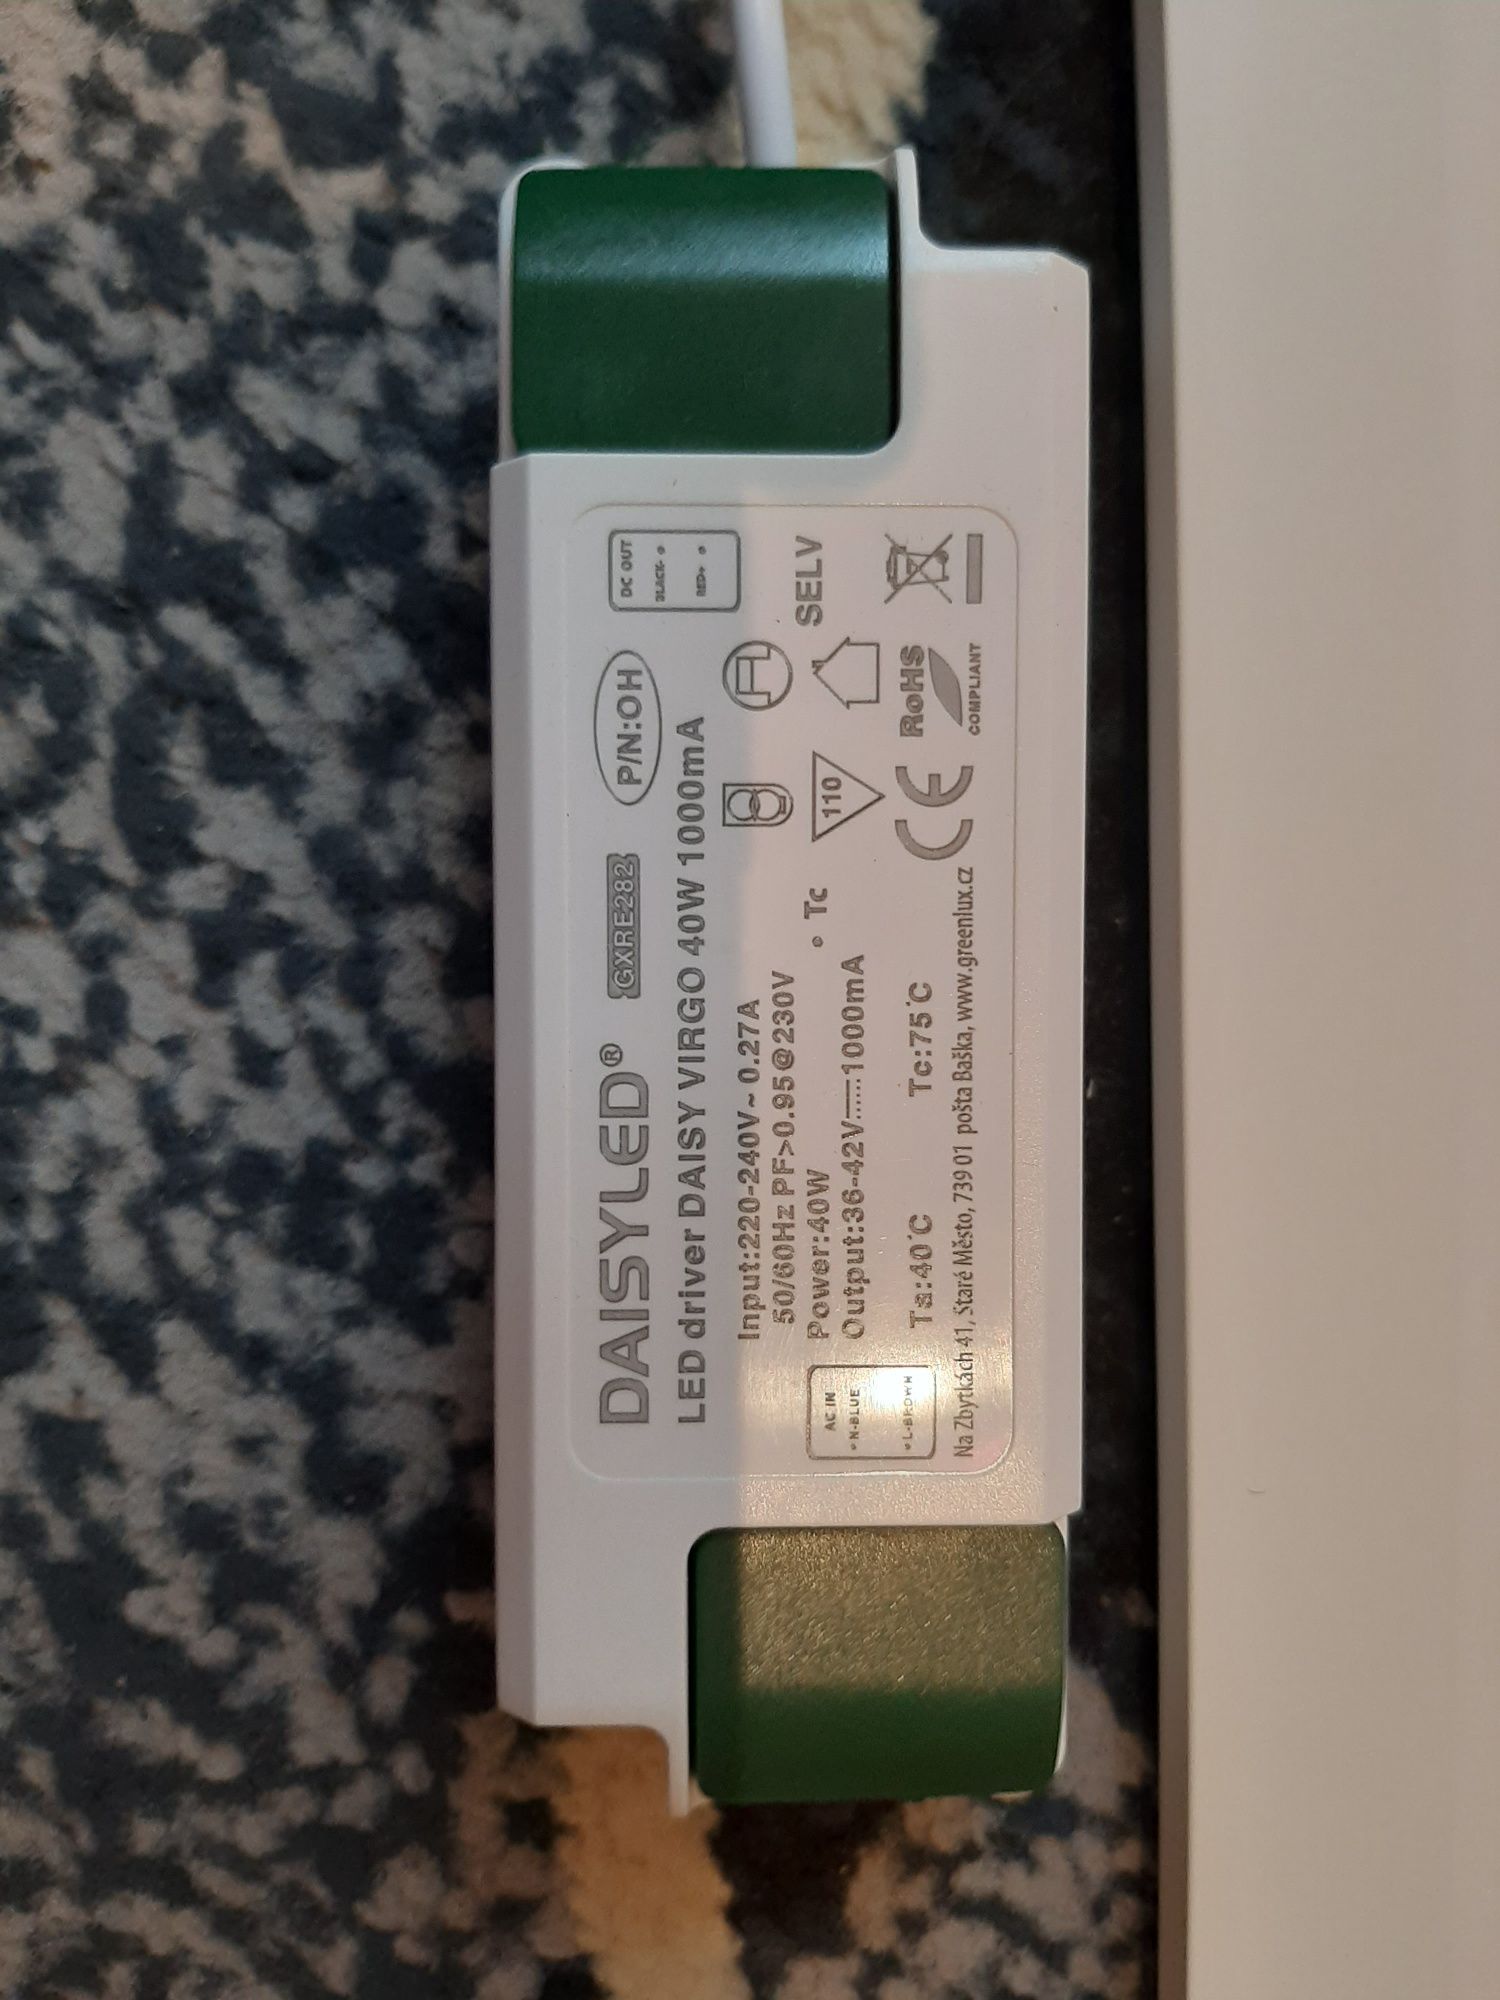 DAISYLED® GXRE282 P/N:OH
LED driver DAISY VIRGO 40W 1000mA
DC OUT
BLACK-
RED+
Input:220-240V~ 0.27A
50/60Hz PF>0.95@230V
Power:40W
Output:36-42V 1000mA
Tc
110
SELV
AC IN
N-BLUE
L-BROWN
Ta:40°C Tc:75°C
CE
RoHS
COMPLIANT
Na Zbytkách 41, Staré Město, 739 01 pošta Baška, www.greenlux.cz